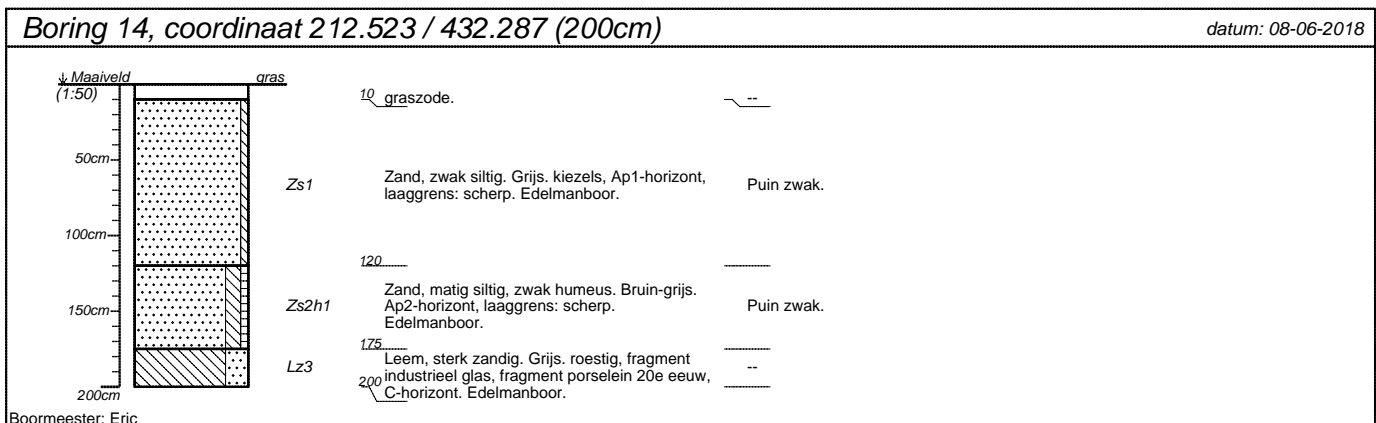 Boring 14, coordinaat 212.523 / 432.287 (200cm)
datum: 08-06-2018
Maaiveld
gras
(1:50)
10 graszode.
--
50cm
Zs1
Zand, zwak siltig. Grijs. kiezels, Ap1-horizont,
laaggrens: scherp. Edelmanboor.
Puin zwak.
100cm
120
150cm
Zs2h1
Zand, matig siltig, zwak humeus. Bruin-grijs.
Ap2-horizont, laaggrens: scherp.
Edelmanboor.
Puin zwak.
175
Lz3
Leem, sterk zandig. Grijs. roestig, fragment
industrieel glas, fragment porselein 20e eeuw,
C-horizont. Edelmanboor.
--
200
200cm
Boormeester: Eric